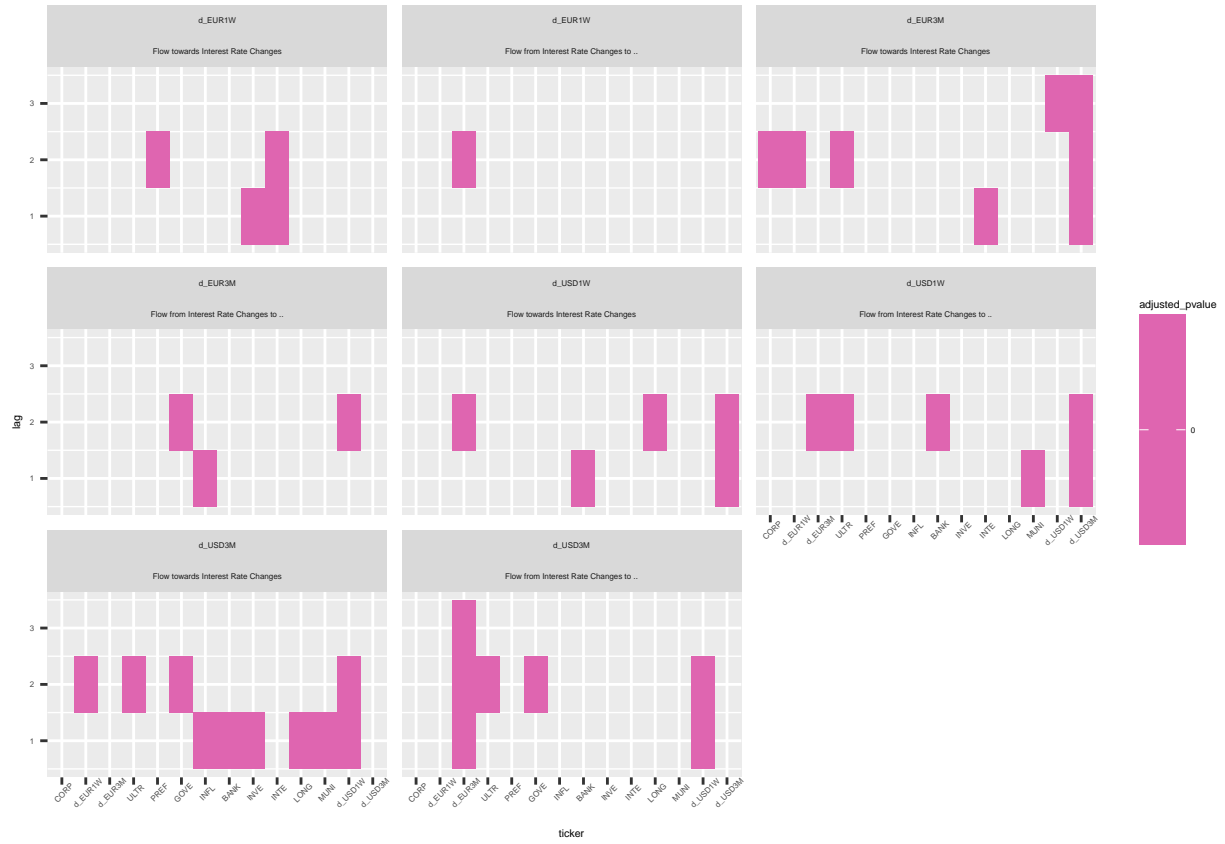 d_EUR1W
Flow towards Interest Rate Changes
d_EUR1W
Flow from Interest Rate Changes to ..
d_EUR3M
Flow towards Interest Rate Changes
3
2
1
d_EUR3M
Flow from Interest Rate Changes to ..
d_USD1W
Flow towards Interest Rate Changes
d_USD1W
Flow from Interest Rate Changes to ..
3
2
1
CORP
d_EUR1W
d_EUR3M
ULTR
PREF
GOVE
INFL
BANK
INVE
INTE
LONG
MUNI
d_USD1W
d_USD3M
d_USD3M
Flow towards Interest Rate Changes
d_USD3M
Flow from Interest Rate Changes to ..
3
2
1
CORP
d_EUR1W
d_EUR3M
ULTR
PREF
GOVE
INFL
BANK
INVE
INTE
LONG
MUNI
d_USD1W
d_USD3M
CORP
d_EUR1W
d_EUR3M
ULTR
PREF
GOVE
INFL
BANK
INVE
INTE
LONG
MUNI
d_USD1W
d_USD3M
lag
ticker
adjusted_pvalue
0